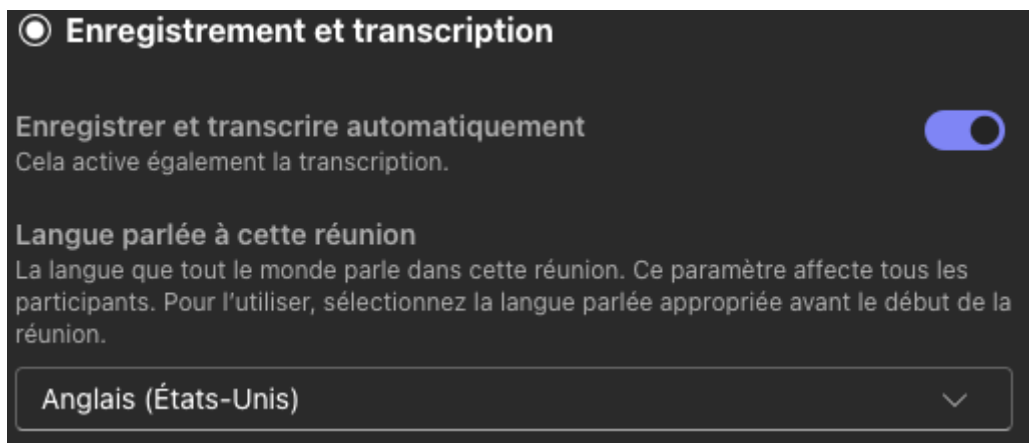 Enregistrement et transcription
Enregistrer et transcrire automatiquement
Cela active également la transcription.
Langue parlée à cette réunion
La langue que tout le monde parle dans cette réunion. Ce paramètre affecte tous les
participants. Pour l’utiliser, sélectionnez la langue parlée appropriée avant le début de la
réunion.
Anglais (États-Unis)